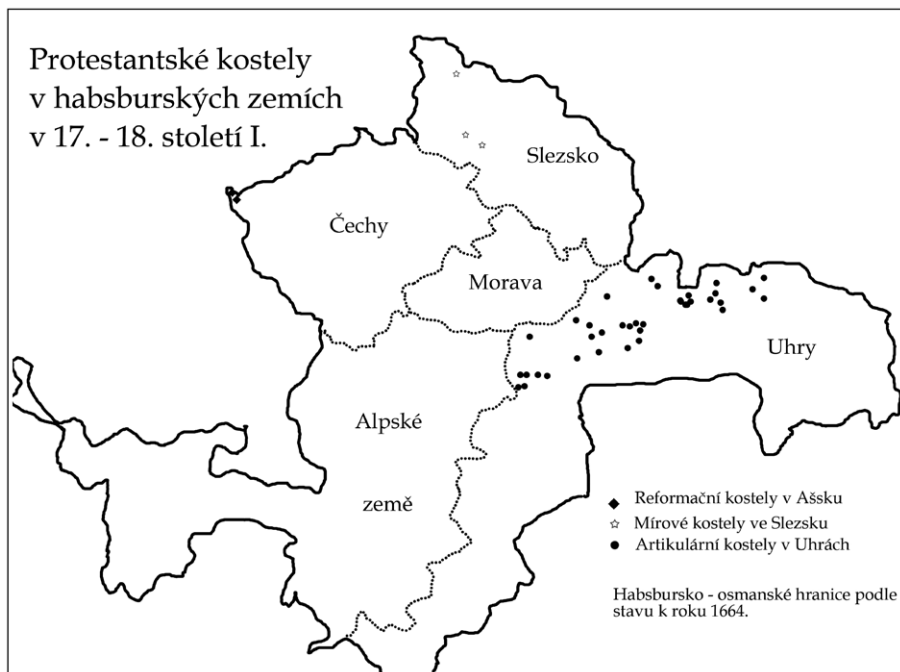 Protestantské kostely
v habsburských zemích
v 17. - 18. století I.
Slezsko
Čechy
Morava
Uhry
Alpské
země
Reformační kostely v Ašsku
Mírové kostely ve Slezsku
Artikulární kostely v Uhrách
Habsbursko - osmanské hranice podle
stavu k roku 1664.